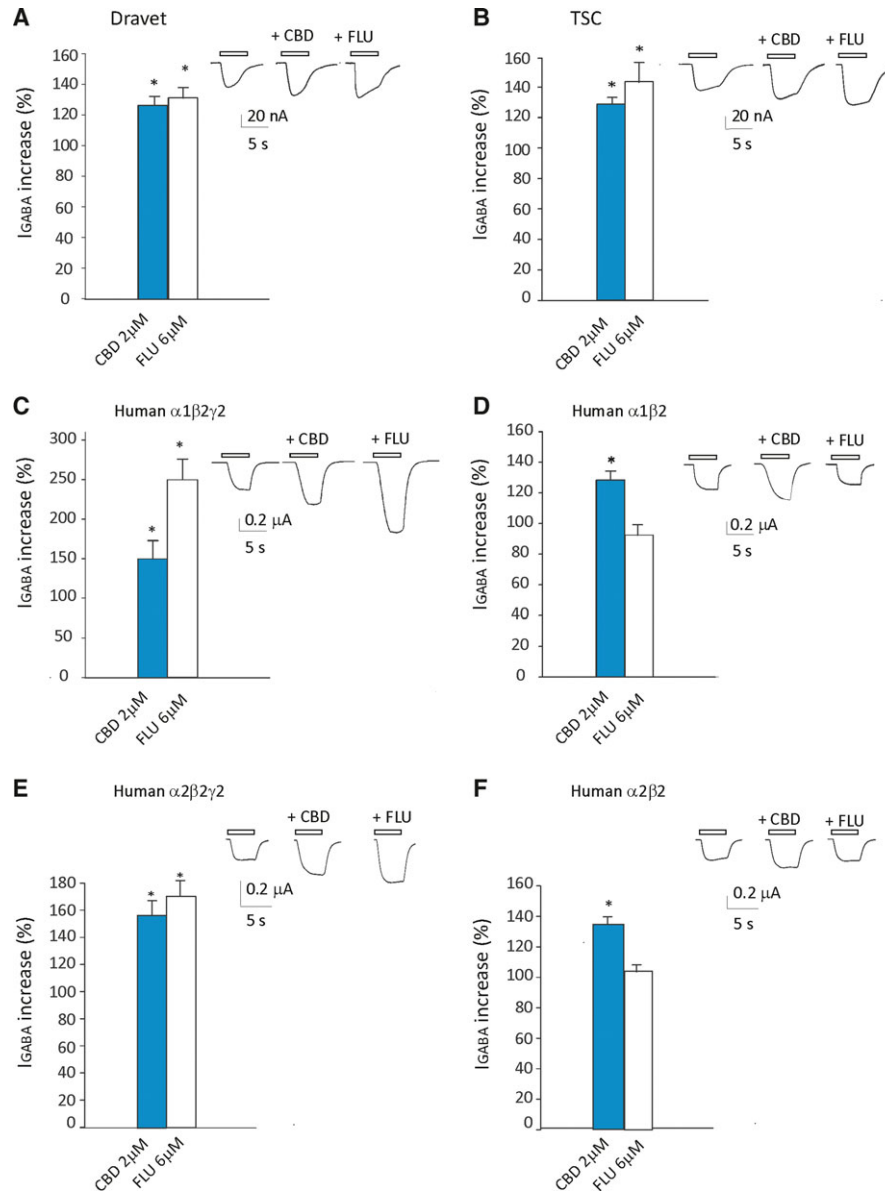 A Dravet
IGABA increase (%)
160
140
120
100
80
60
40
20
0
+ CBD + FLU
20 nA
5 s
CBD 2μM
FLU 6μM
B TSC
IGABA increase (%)
160
140
120
100
80
60
40
20
0
+ CBD + FLU
20 nA
5 s
CBD 2μM
FLU 6μM
C Human α1β2γ2
IGABA increase (%)
300
250
200
150
100
50
0
+ CBD + FLU
0.2 μA
5 s
CBD 2μM
FLU 6μM
D Human α1β2
IGABA increase (%)
160
140
120
100
80
60
40
20
0
+ CBD + FLU
0.2 μA
5 s
CBD 2μM
FLU 6μM
E Human α2β2γ2
IGABA increase (%)
180
160
140
120
100
80
60
40
20
0
+ CBD + FLU
0.2 μA
5 s
CBD 2μM
FLU 6μM
F Human α2β2
IGABA increase (%)
160
140
120
100
80
60
40
20
0
+ CBD + FLU
0.2 μA
5 s
CBD 2μM
FLU 6μM